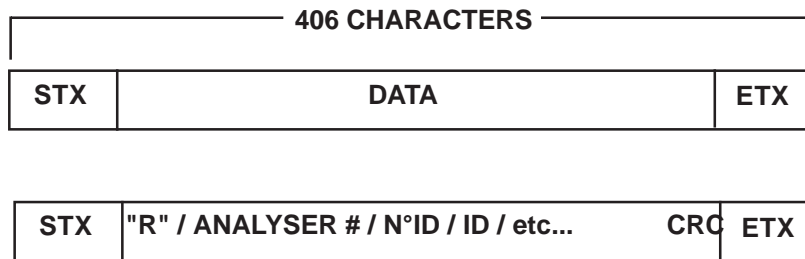 406 CHARACTERS
STX DATA ETX
STX "R" / ANALYSER # / N°ID / ID / etc... CRC ETX